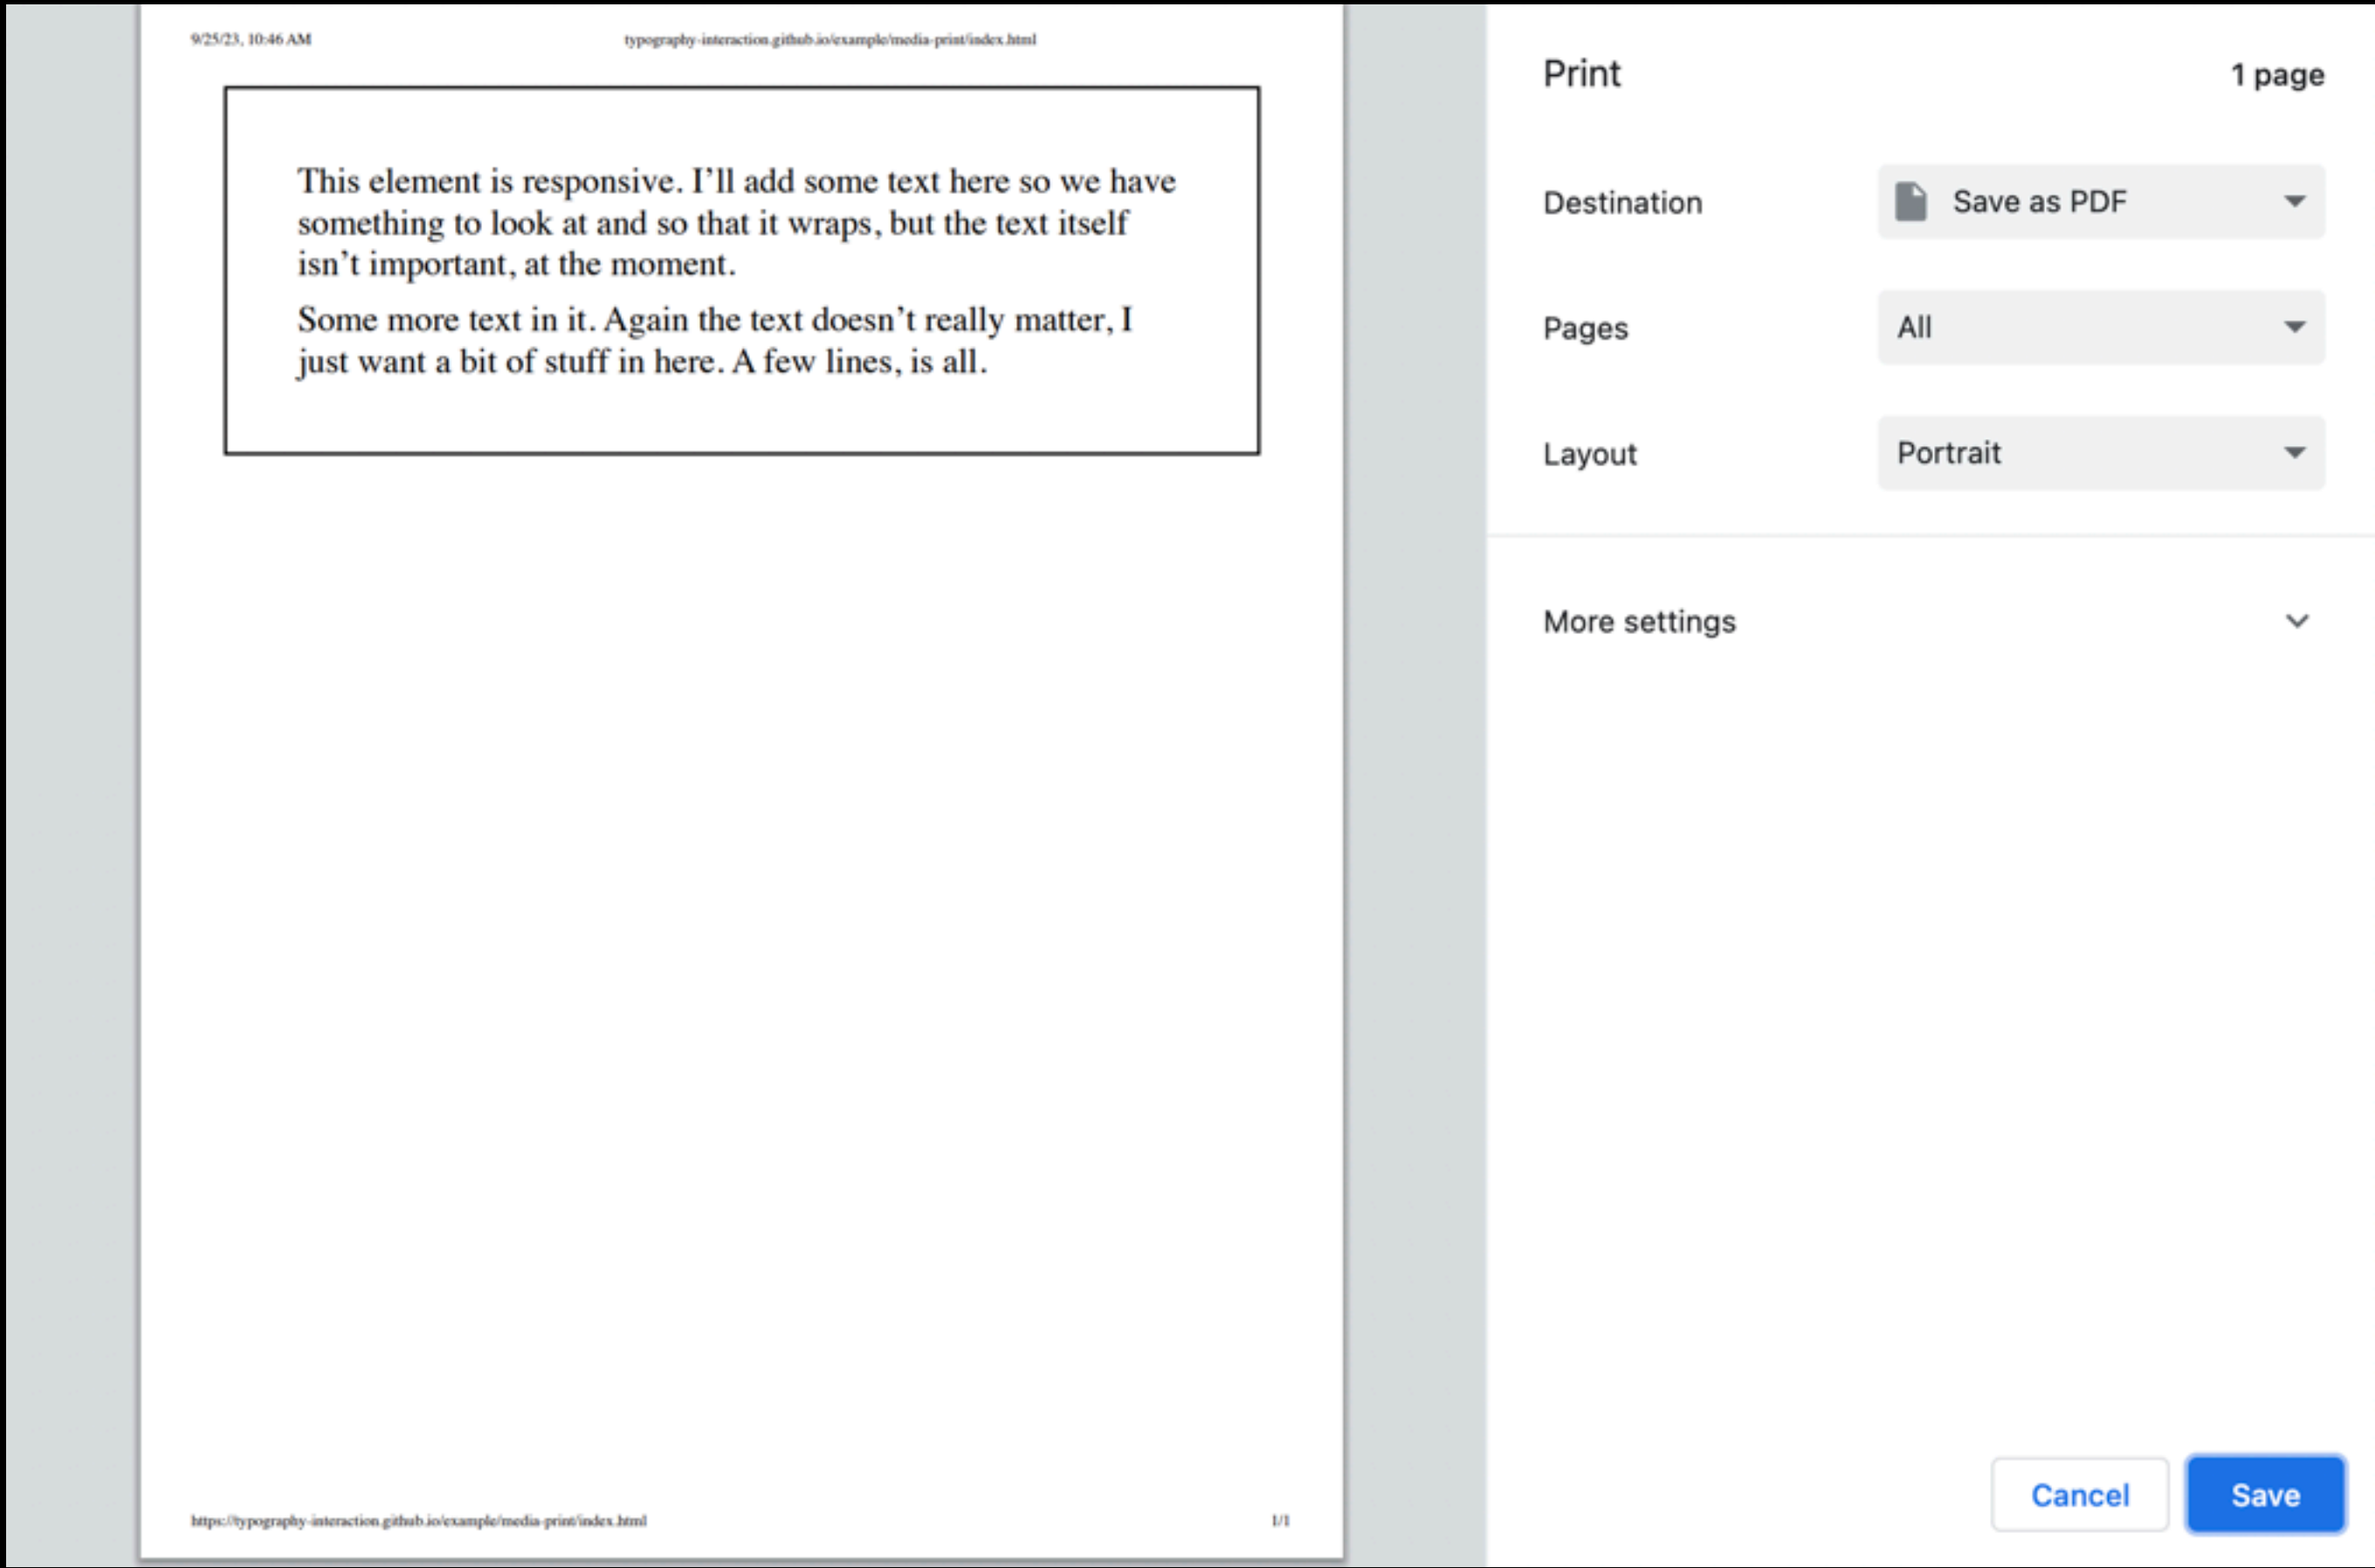 9/25/23, 10:46 AM
typography-interaction.github.io/example/media-print/index.html
This element is responsive. I’ll add some text here so we have
something to look at and so that it wraps, but the text itself
isn’t important, at the moment.
Some more text in it. Again the text doesn’t really matter, I
just want a bit of stuff in here. A few lines, is all.
https://typography-interaction.github.io/example/media-print/index.html
1/1
Print
1 page
Destination
Save as PDF
Pages
All
Layout
Portrait
More settings
Cancel
Save